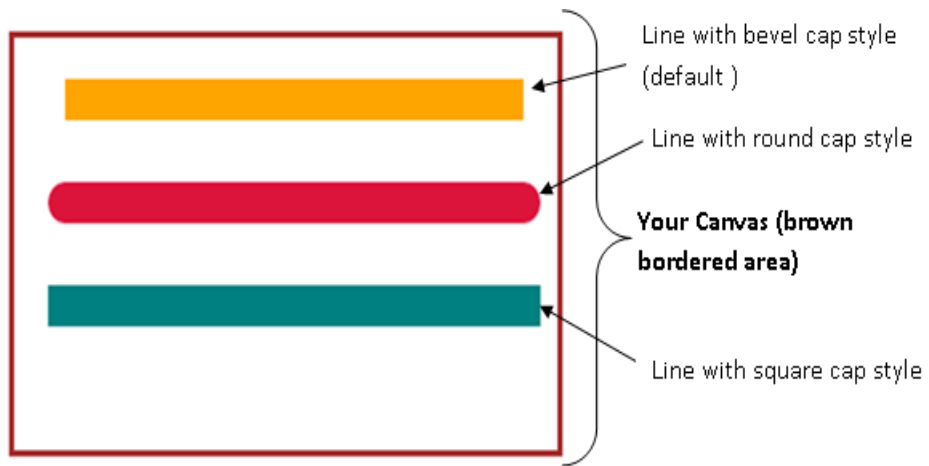 Line with bevel cap style
(default )
Line with round cap style
Your Canvas (brown
bordered area)
Line with square cap style